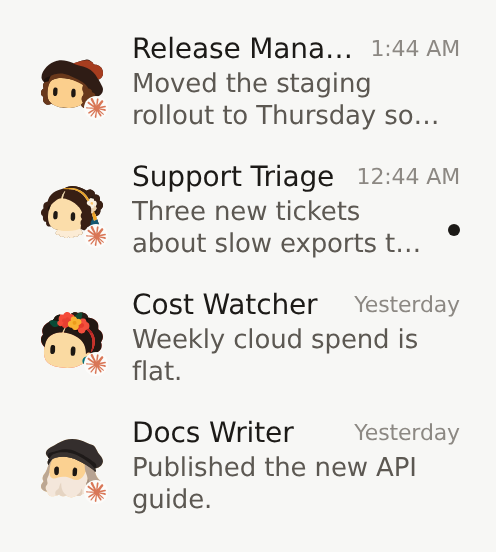 Release Mana… 1:44 AM
Moved the staging
rollout to Thursday so…
Support Triage 12:44 AM
Three new tickets
about slow exports t…
Cost Watcher Yesterday
Weekly cloud spend is
flat.
Docs Writer Yesterday
Published the new API
guide.